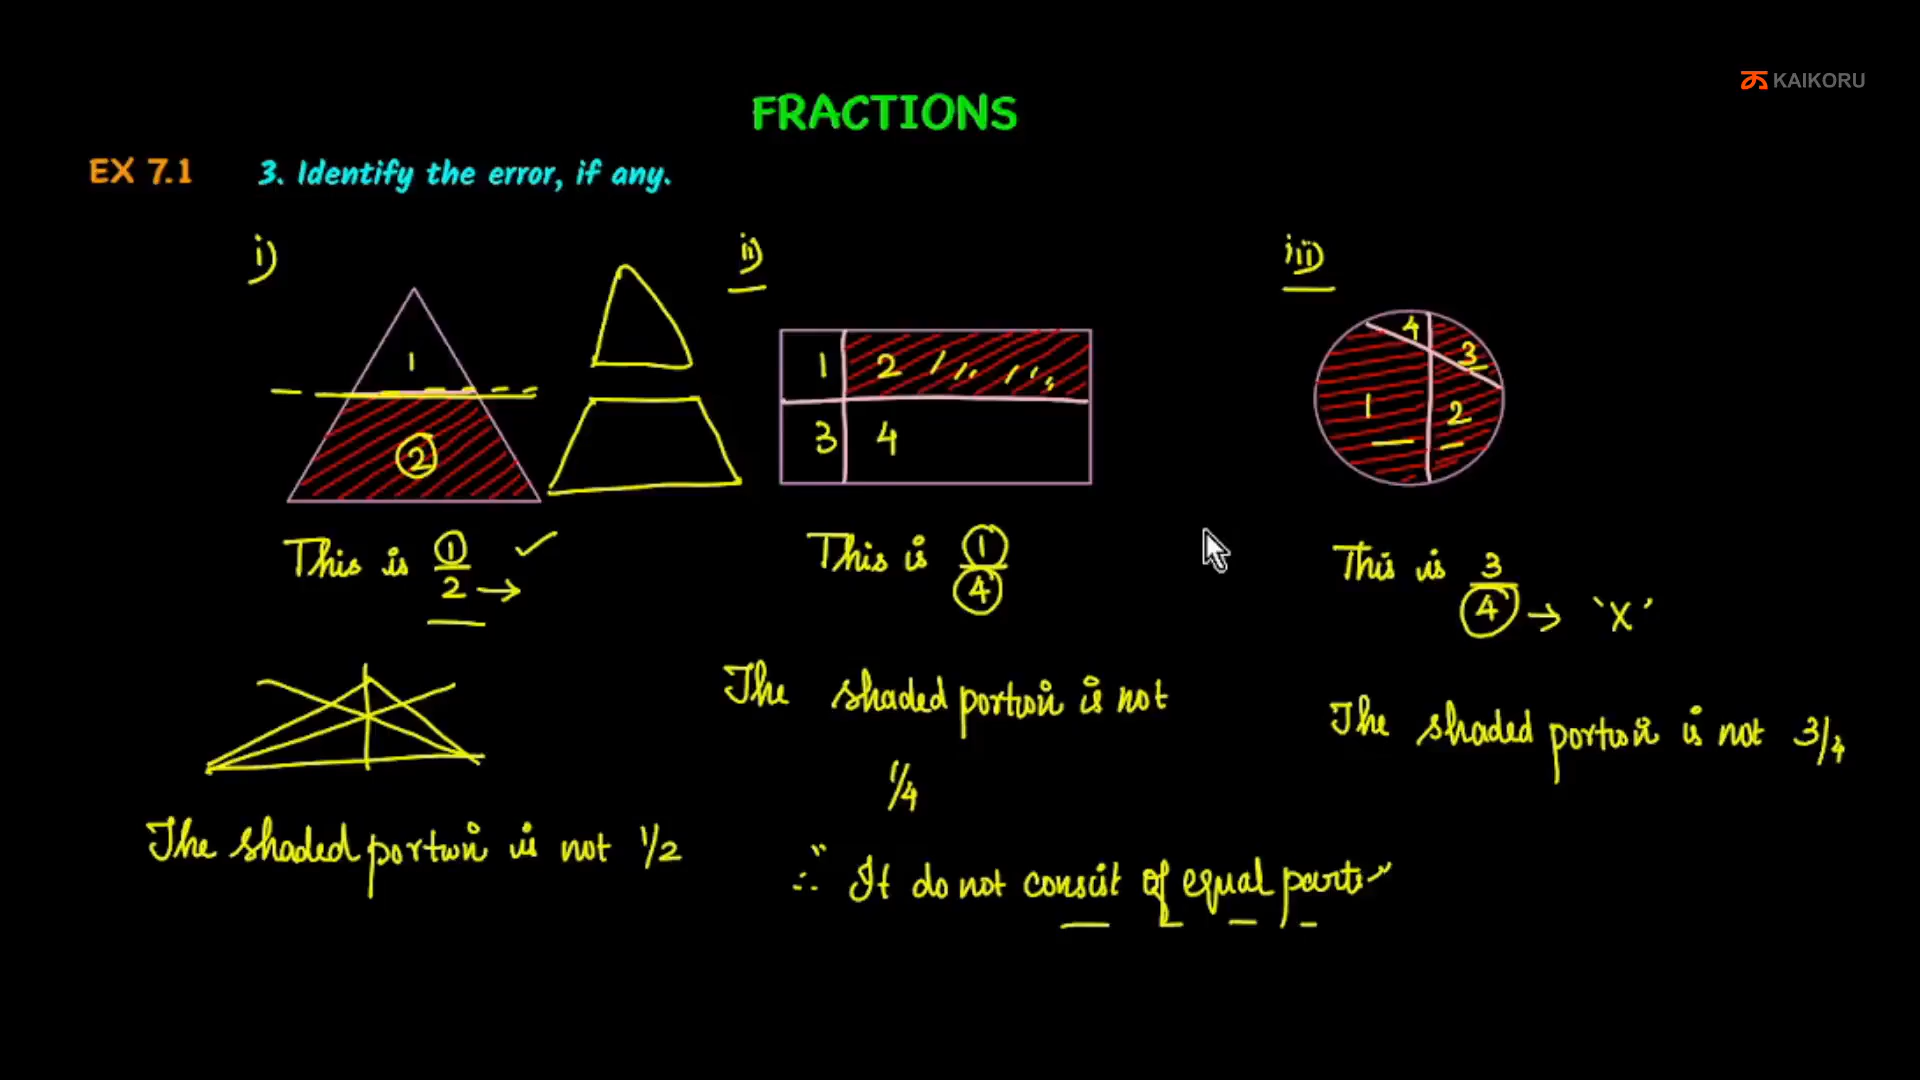 KAIKORU
FRACTIONS
EX 7.1 3. Identify the error, if any.
i)
1
2
This is 1/2 → ✓
The shaded portion is not 1/2
ii)
1 2
3 4
This is 1/4
The shaded portion is not
1/4
∴ It do not consist of equal parts
iii)
4
3
1 2
This is 3/4 → 'X'
The shaded portion is not 3/4